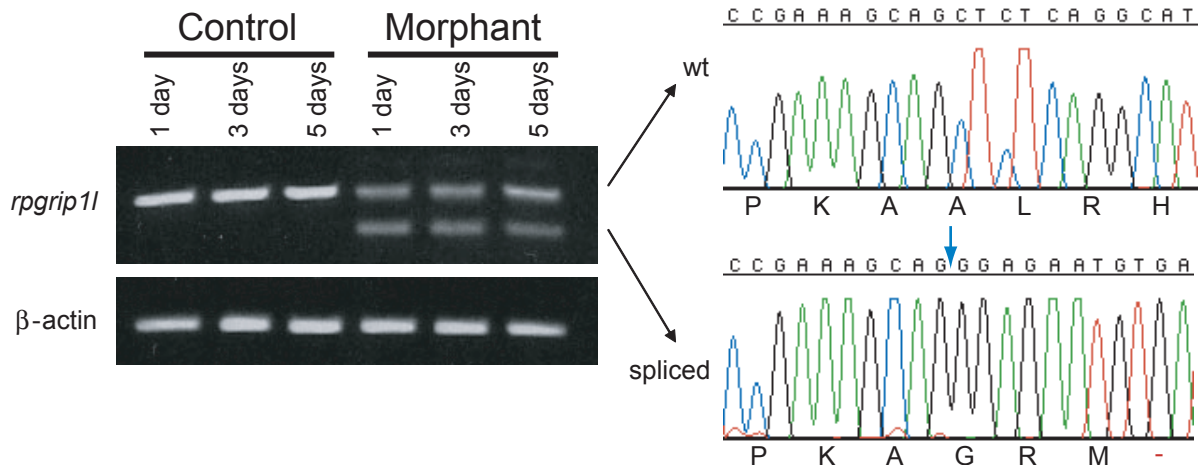 Control Morphant
1 day 3 days 5 days 1 day 3 days 5 days
rpgrip1l
β-actin
C C G A A A G C A G C T C T C A G G C A T
wt
P K A A L R H
C C G A A A G C A G G G A G A A T G T G A
spliced
P K A G R M -